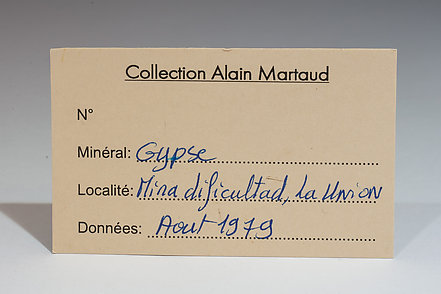 Collection Alain Martaud
N°
Minéral: Gypse
Localité: Mina dificultad, la Union
Données: Aout 1979